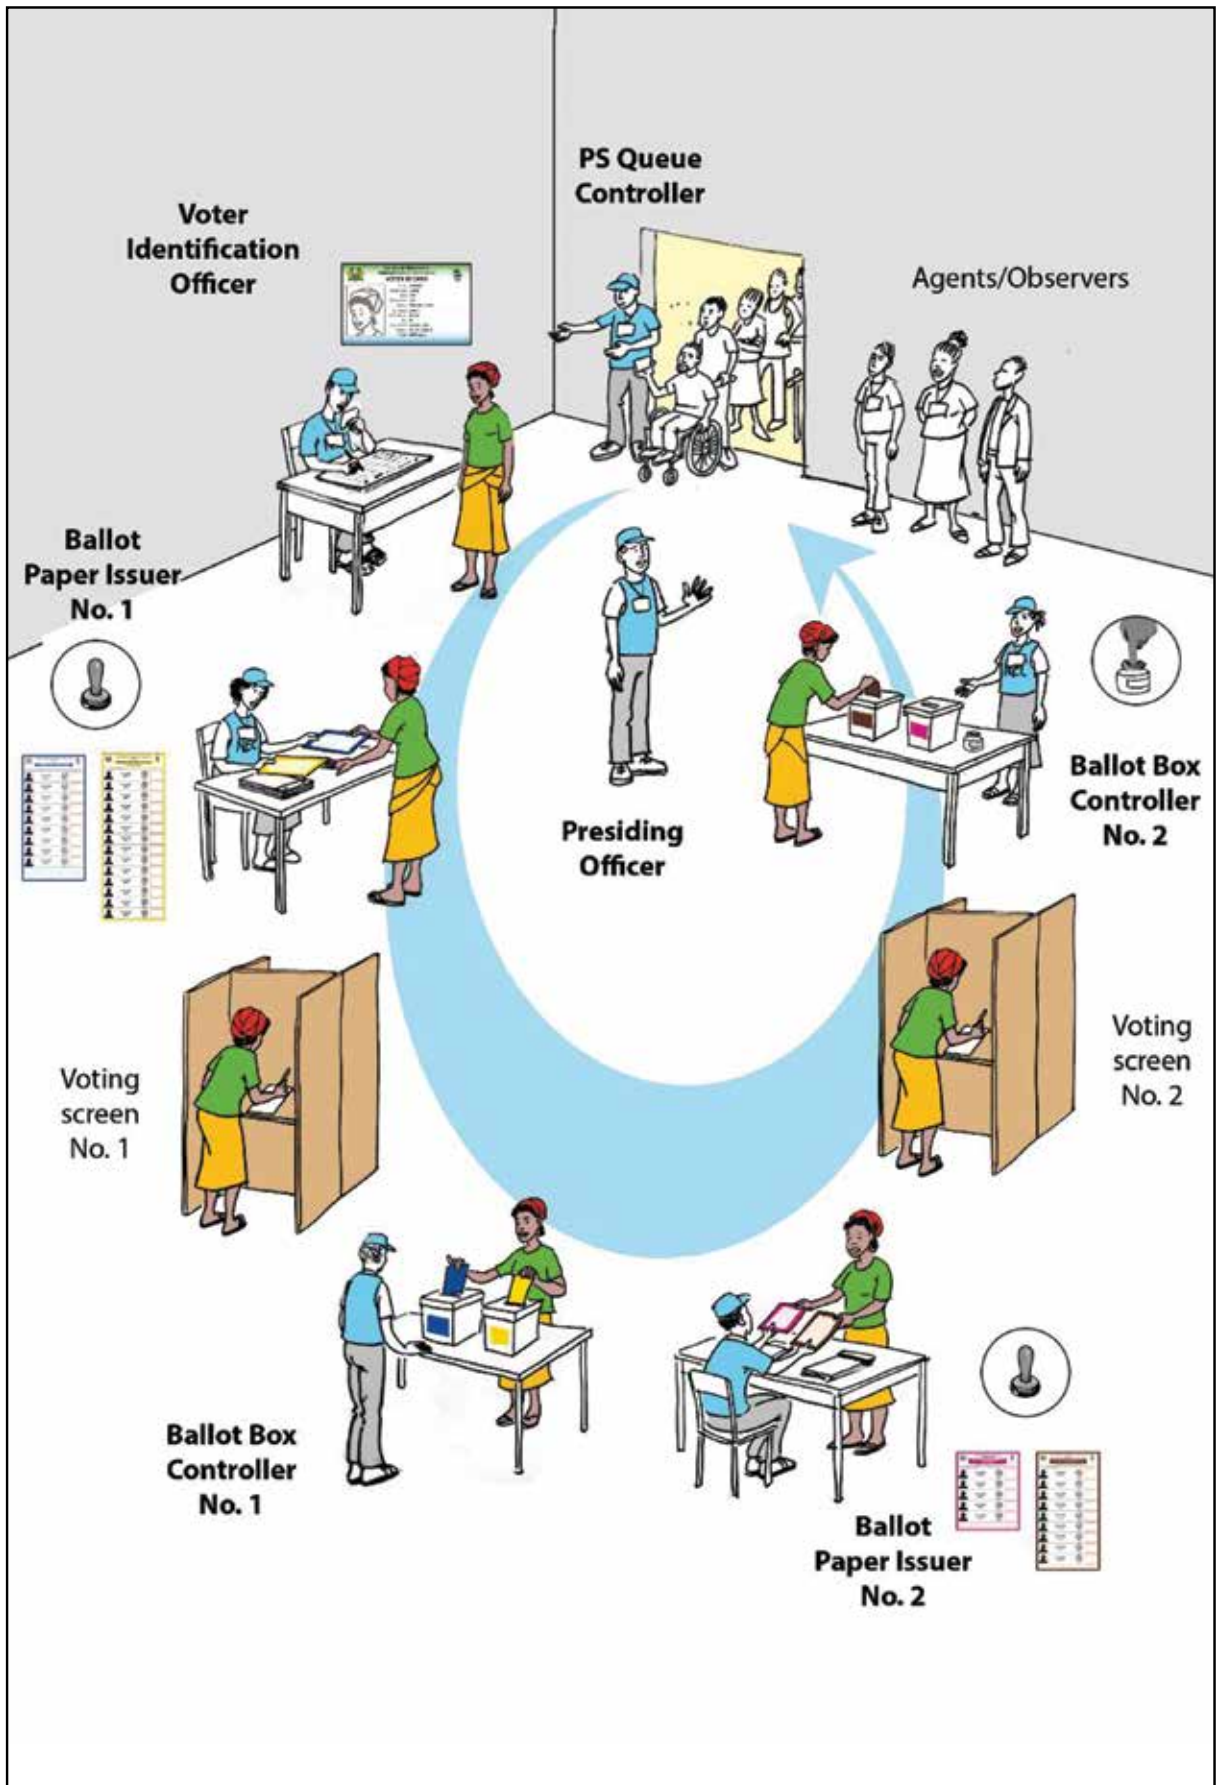 PS Queue
Controller
Voter
Identification
Officer
Agents/Observers
Ballot
Paper Issuer
No. 1
Presiding
Officer
Ballot Box
Controller
No. 2
Voting
screen
No. 1
Voting
screen
No. 2
Ballot Box
Controller
No. 1
Ballot
Paper Issuer
No. 2